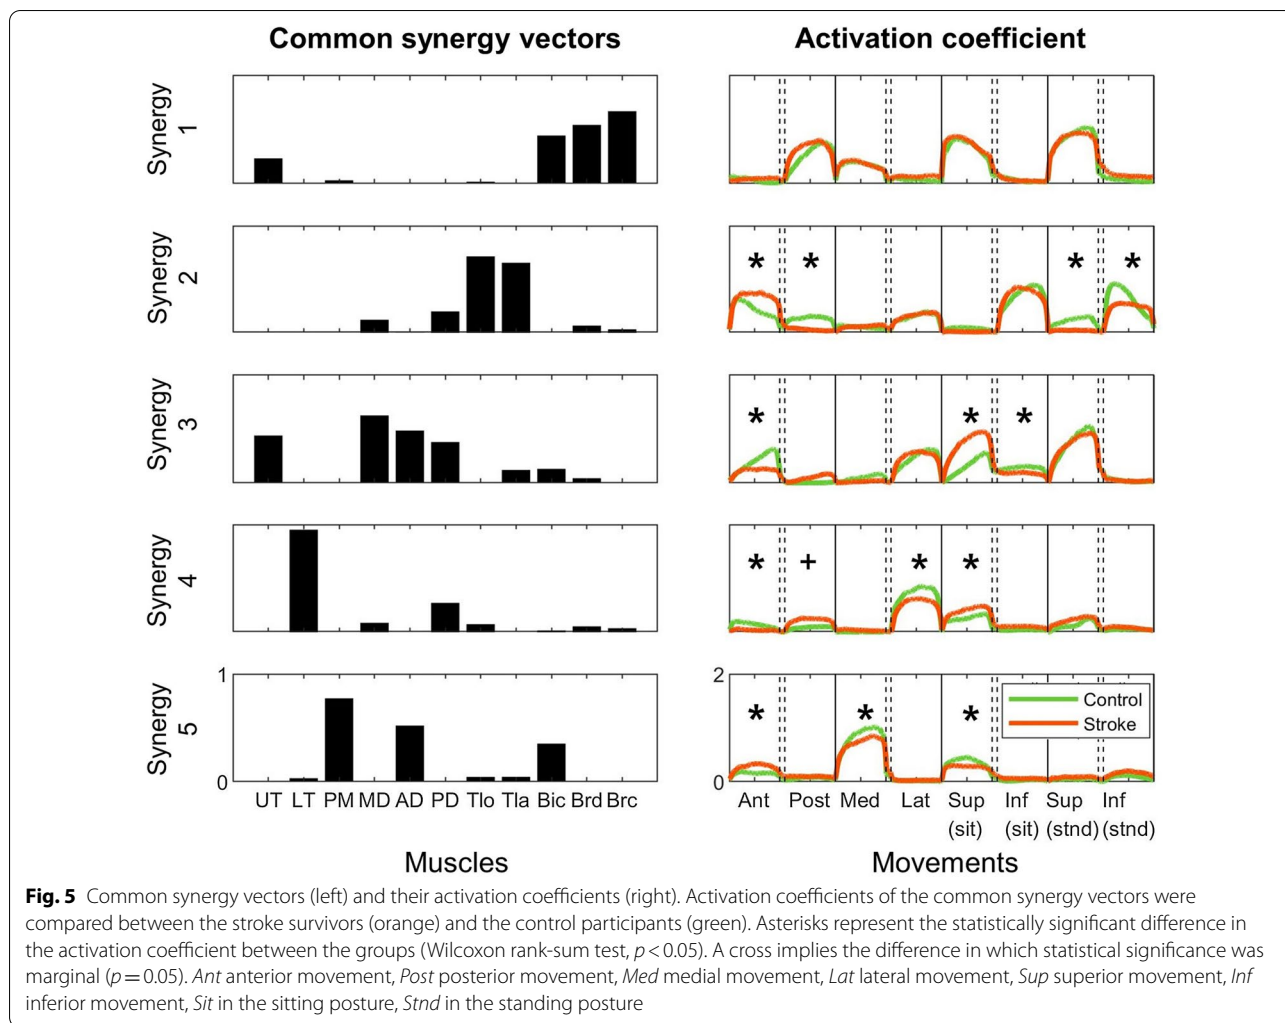 Common synergy vectors
Activation coefficient
Synergy
1
Synergy
2
* * * *
Synergy
3
* * *
Synergy
4
* + * *
Synergy
5
1
0
2
0
* * *
Control
Stroke
UT LT PM MD AD PD Tlo Tla Bic Brd Brc
Ant Post Med Lat Sup Inf Sup Inf
(sit) (sit) (stnd) (stnd)
Muscles
Movements
Fig. 5 Common synergy vectors (left) and their activation coefficients (right). Activation coefficients of the common synergy vectors were
compared between the stroke survivors (orange) and the control participants (green). Asterisks represent the statistically significant difference in
the activation coefficient between the groups (Wilcoxon rank-sum test, p < 0.05). A cross implies the difference in which statistical significance was
marginal (p = 0.05). Ant anterior movement, Post posterior movement, Med medial movement, Lat lateral movement, Sup superior movement, Inf
inferior movement, Sit in the sitting posture, Stnd in the standing posture